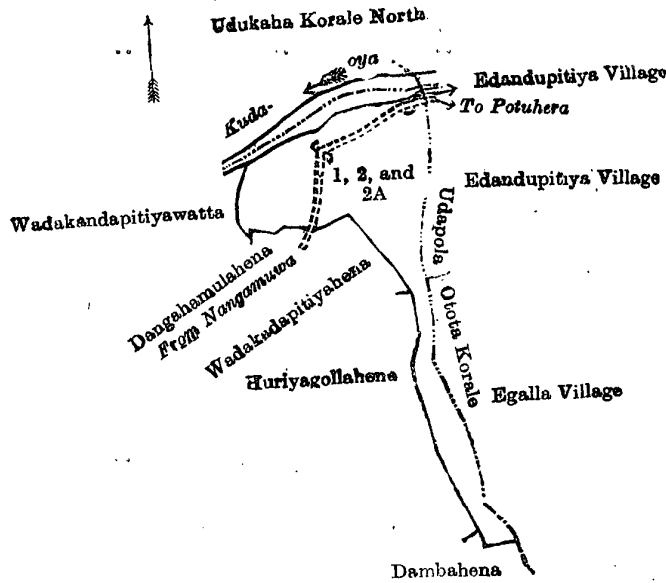 Udukaha Korale North
oya
Kuda-
Edandupitiya Village
To Potuhera
1, 2, and
2A
Edandupitiya Village
Wadakandapitiyawatta
Udapola
Otota Korale
Dangahamulahena
From Nangamuwa
Wadakadapitiyahena
Huriyagollahena
Egalla Village
Dambahena